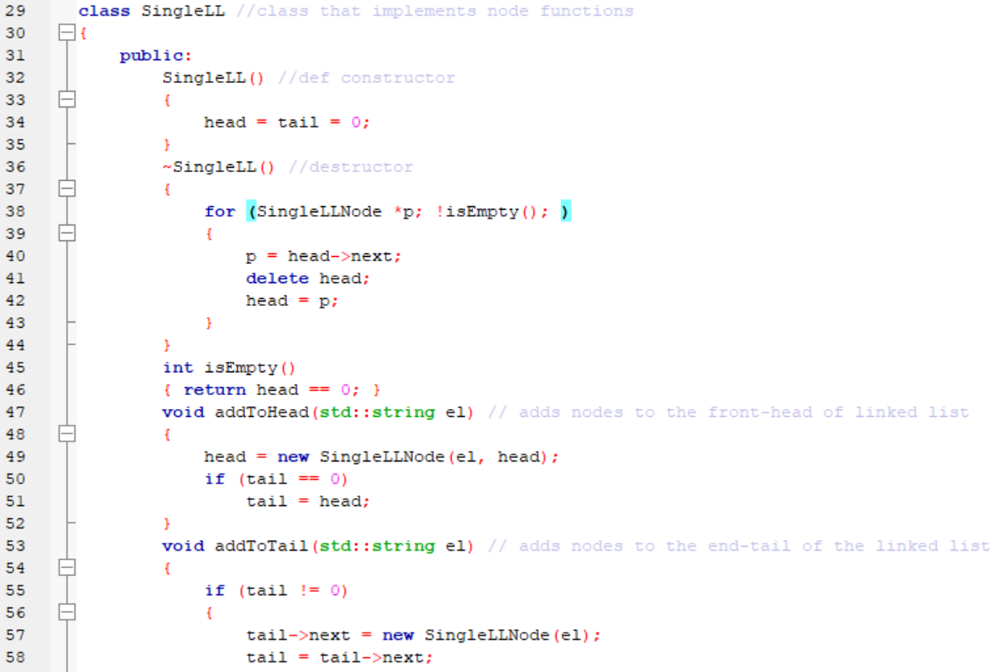 29 class SingleLL //class that implements node functions
30 {
31 public:
32 SingleLL() //def constructor
33 {
34 head = tail = 0;
35 }
36 ~SingleLL() //destructor
37 {
38 for (SingleLLNode *p; !isEmpty(); )
39 {
40 p = head->next;
41 delete head;
42 head = p;
43 }
44 }
45 int isEmpty()
46 { return head == 0; }
47 void addToHead(std::string el) // adds nodes to the front-head of linked list
48 {
49 head = new SingleLLNode(el, head);
50 if (tail == 0)
51 tail = head;
52 }
53 void addToTail(std::string el) // adds nodes to the end-tail of the linked list
54 {
55 if (tail != 0)
56 {
57 tail->next = new SingleLLNode(el);
58 tail = tail->next;